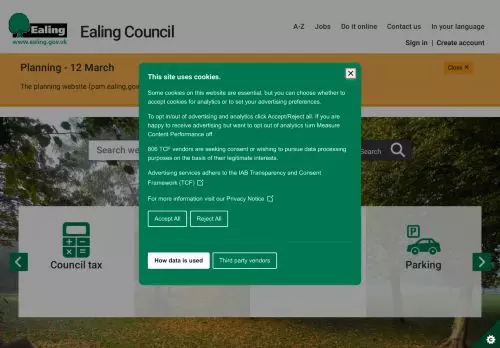 Ealing
www.ealing.gov.uk
Ealing Council
A-Z Jobs Do it online Contact us In your language
Sign in Create account
Planning - 12 March
Close ×
The planning website (pam.ealing.gov
This site uses cookies.
Some cookies on this website are essential, but you can choose whether to
accept cookies for analytics or to set your advertising preferences.
To opt in/out of advertising and analytics click Accept/Reject all. If you are
happy to receive advertising but want to opt out of analytics turn Measure
Content Performance off
806 TCF vendors are seeking consent or wishing to pursue data processing
purposes on the basis of their legitimate interests.
Advertising services adhere to the IAB Transparency and Consent
Framework (TCF)
For more information visit our Privacy Notice
Accept All Reject All
How data is used Third party vendors
Search we
Search
Council tax
P
Parking